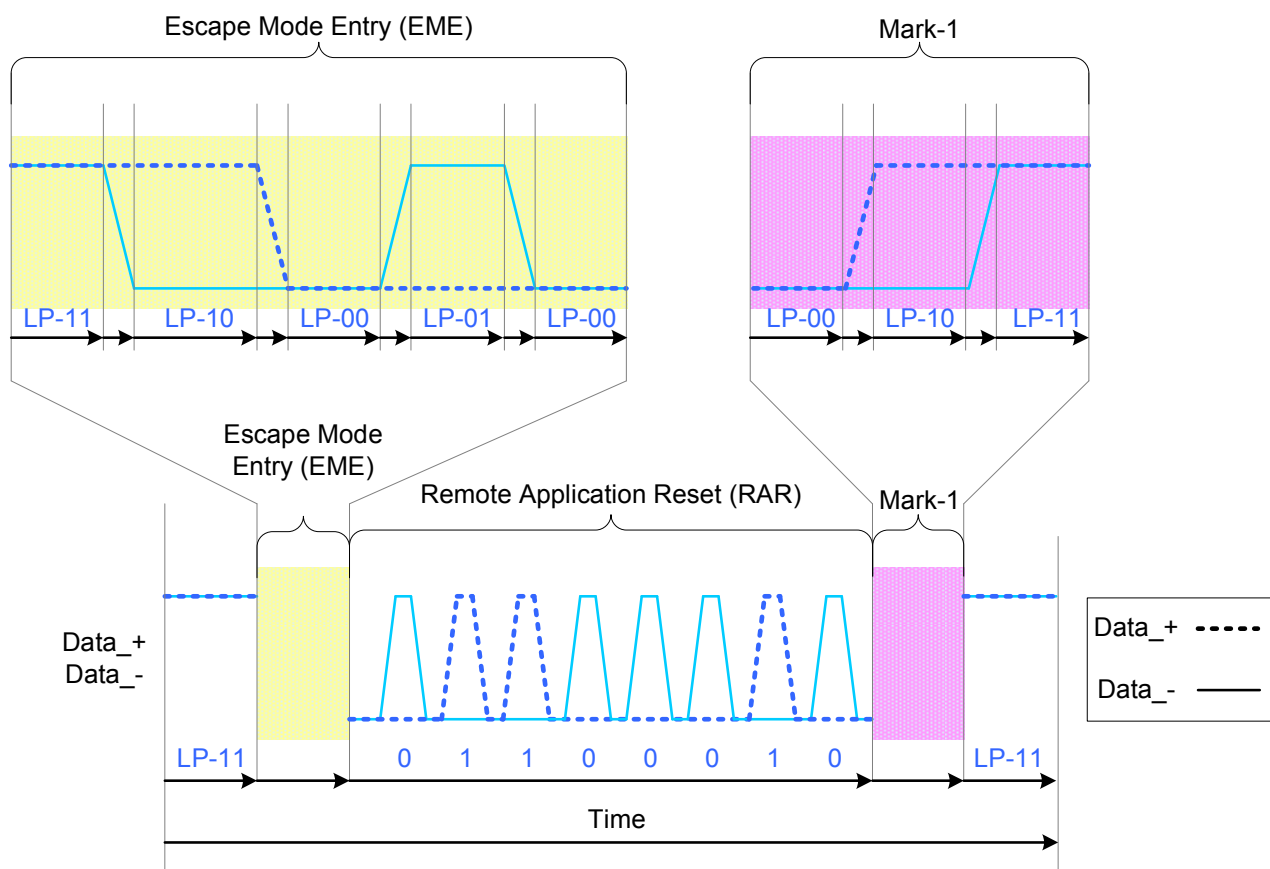 Escape Mode Entry (EME)
Mark-1
LP-11 LP-10 LP-00 LP-01 LP-00
LP-00 LP-10 LP-11
Escape Mode
Entry (EME)
Remote Application Reset (RAR)
Mark-1
Data_+
Data_-
Data_+
Data_-
LP-11 0 1 1 0 0 0 1 0 LP-11
Time